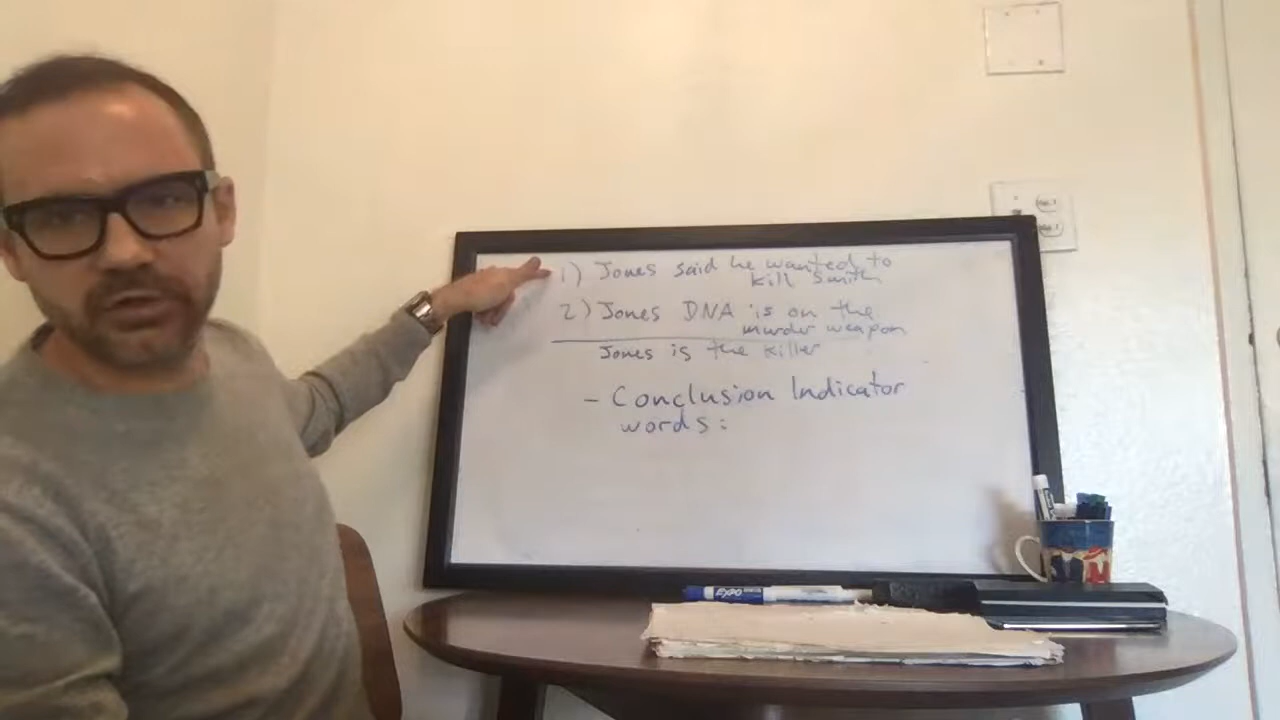 1) Jones said he wanted to
kill Smith
2) Jones DNA is on the
murder weapon
Jones is the killer
- Conclusion Indicator
words:
EXPO